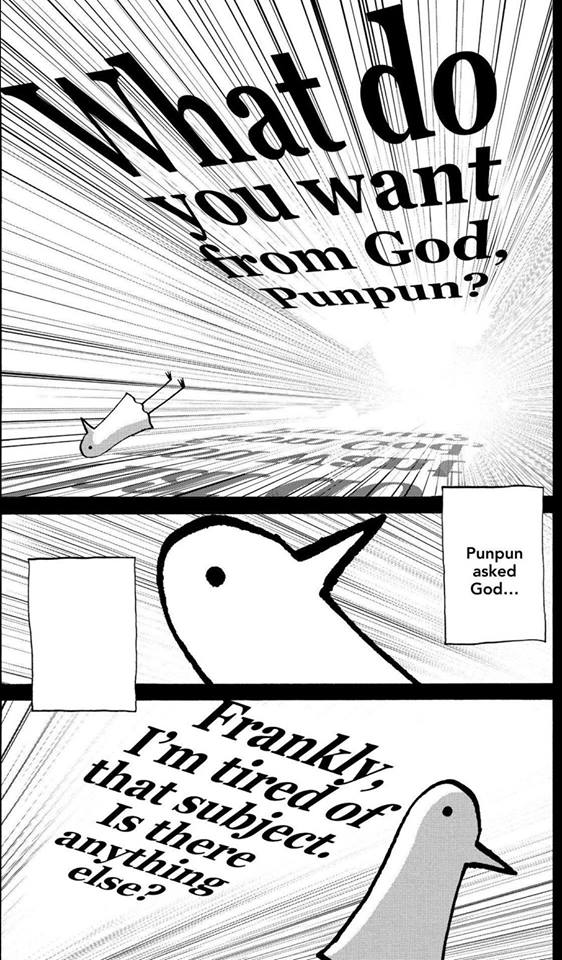 What do
you want
from God,
Punpun?
Punpun
asked
God...
Frankly,
I'm tired of
that subject.
Is there
anything
else?